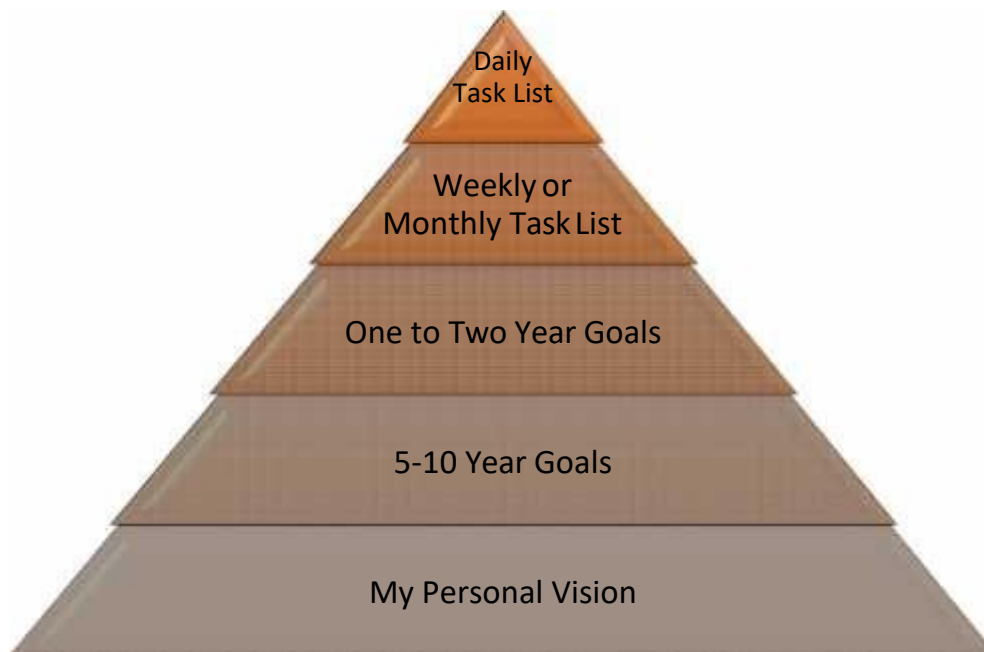 Daily
Task List
Weekly or
Monthly Task List
One to Two Year Goals
5-10 Year Goals
My Personal Vision